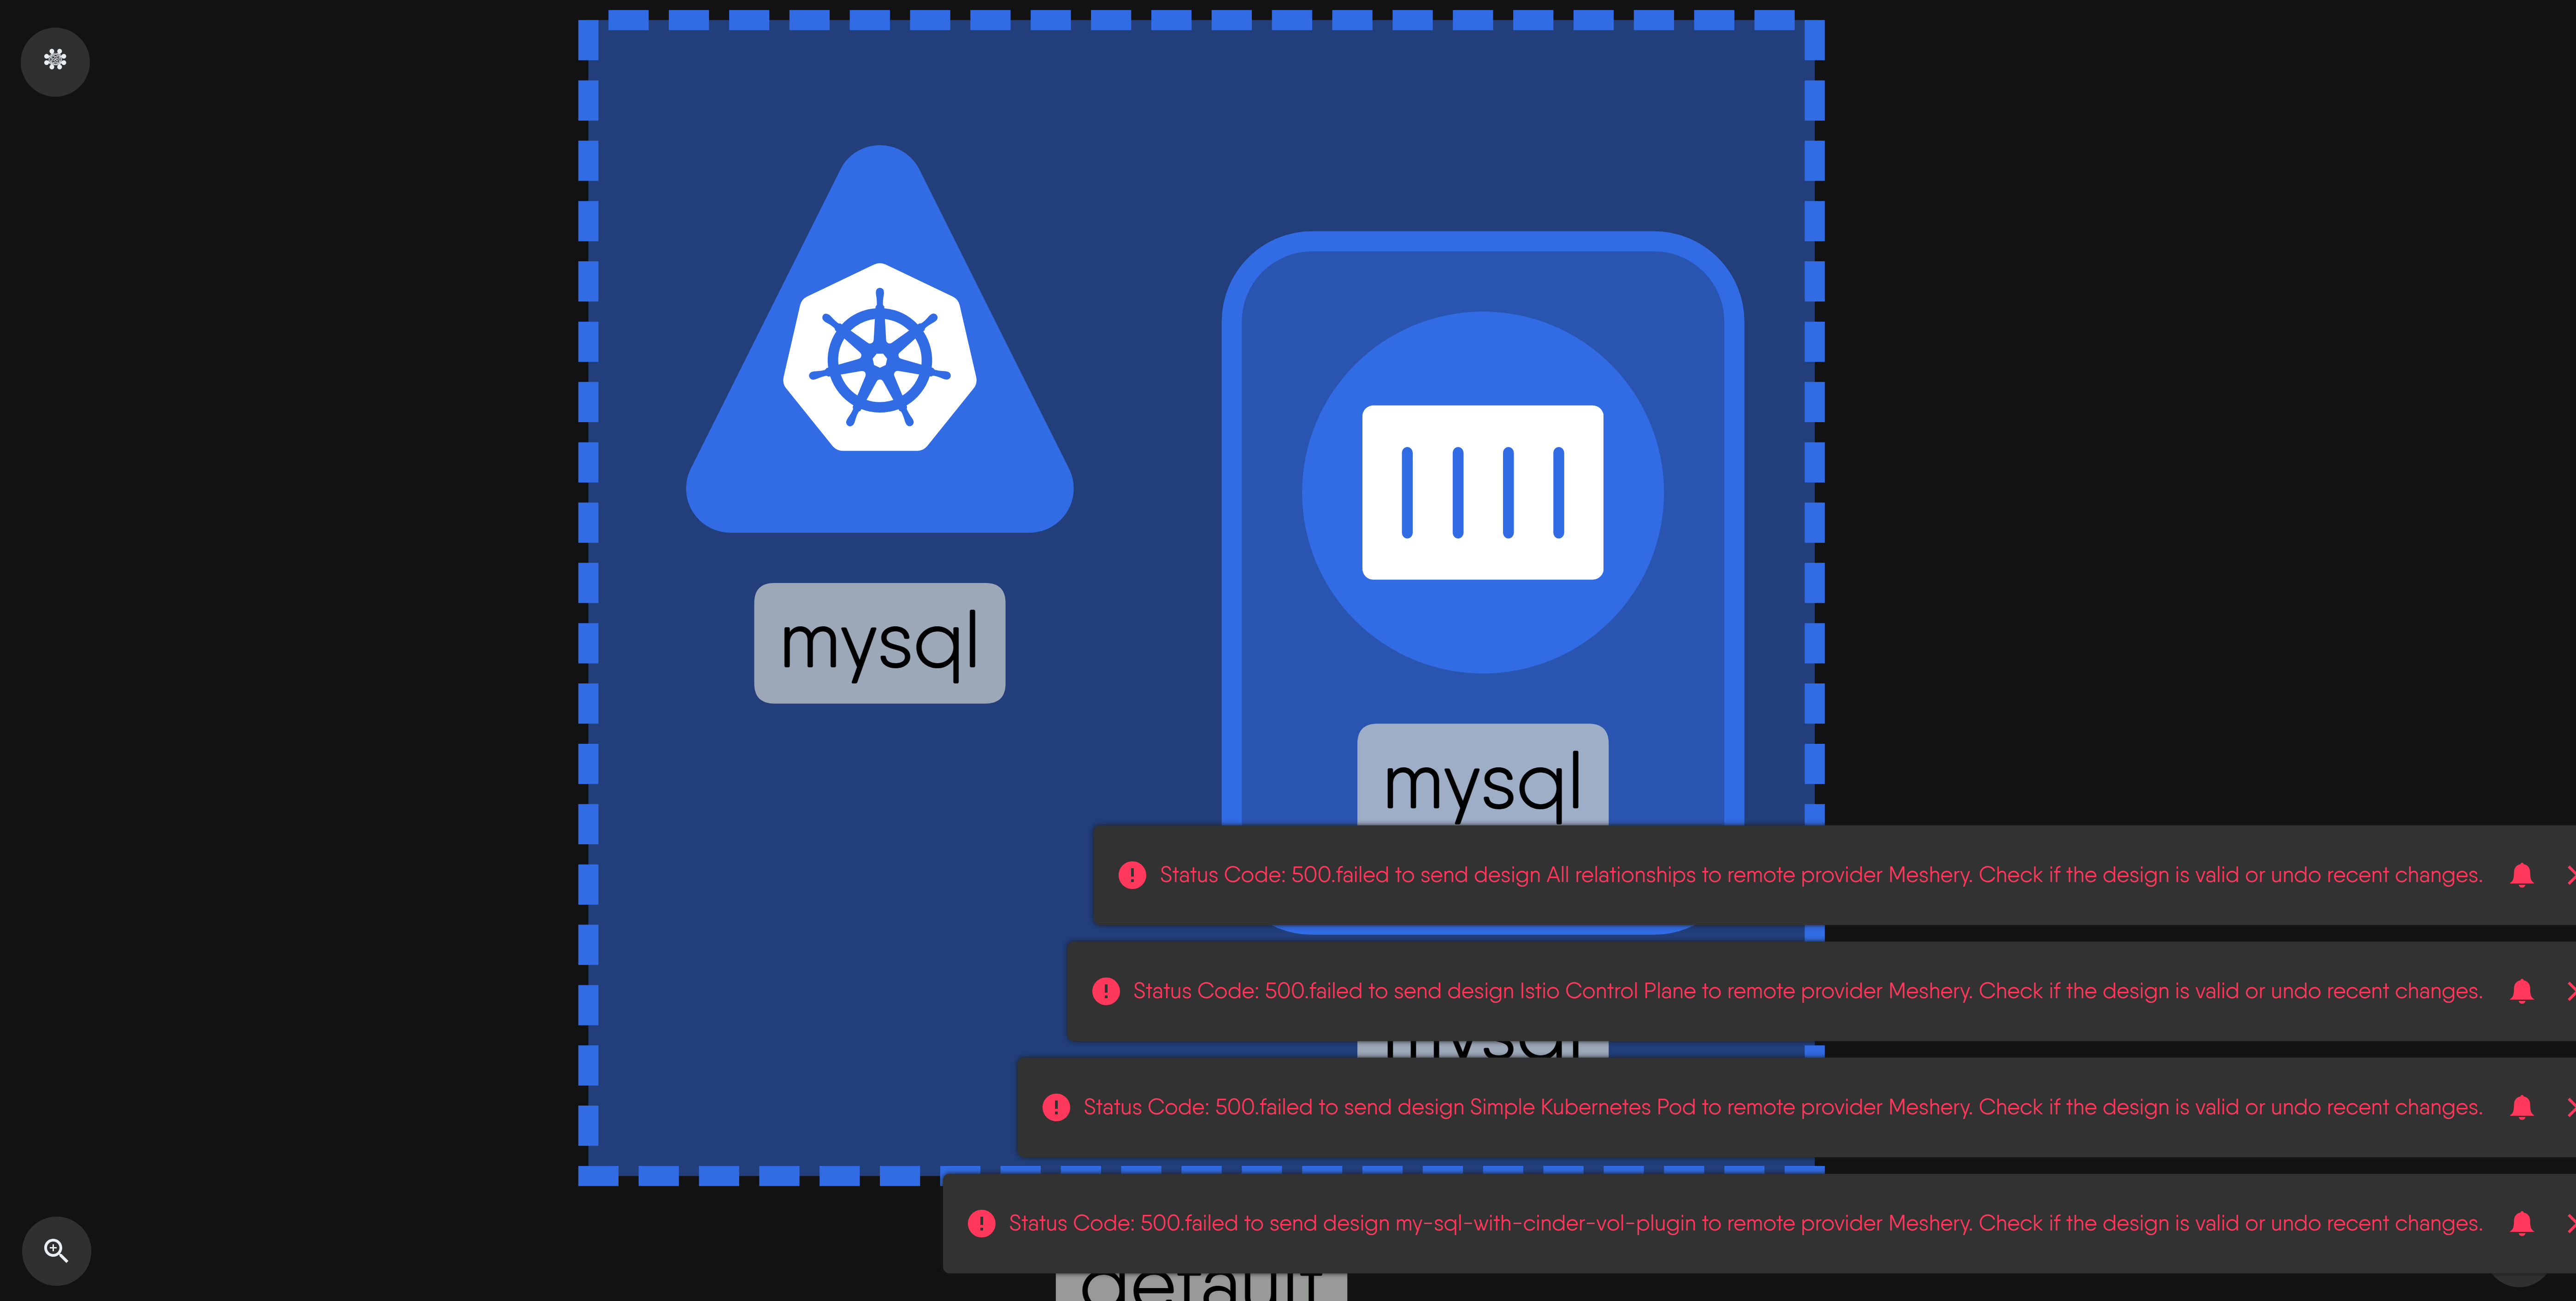 mysql
mysql
Status Code: 500.failed to send design All relationships to remote provider Meshery. Check if the design is valid or undo recent changes.
Status Code: 500.failed to send design Istio Control Plane to remote provider Meshery. Check if the design is valid or undo recent changes.
mysql
Status Code: 500.failed to send design Simple Kubernetes Pod to remote provider Meshery. Check if the design is valid or undo recent changes.
Status Code: 500.failed to send design my-sql-with-cinder-vol-plugin to remote provider Meshery. Check if the design is valid or undo recent changes.
default